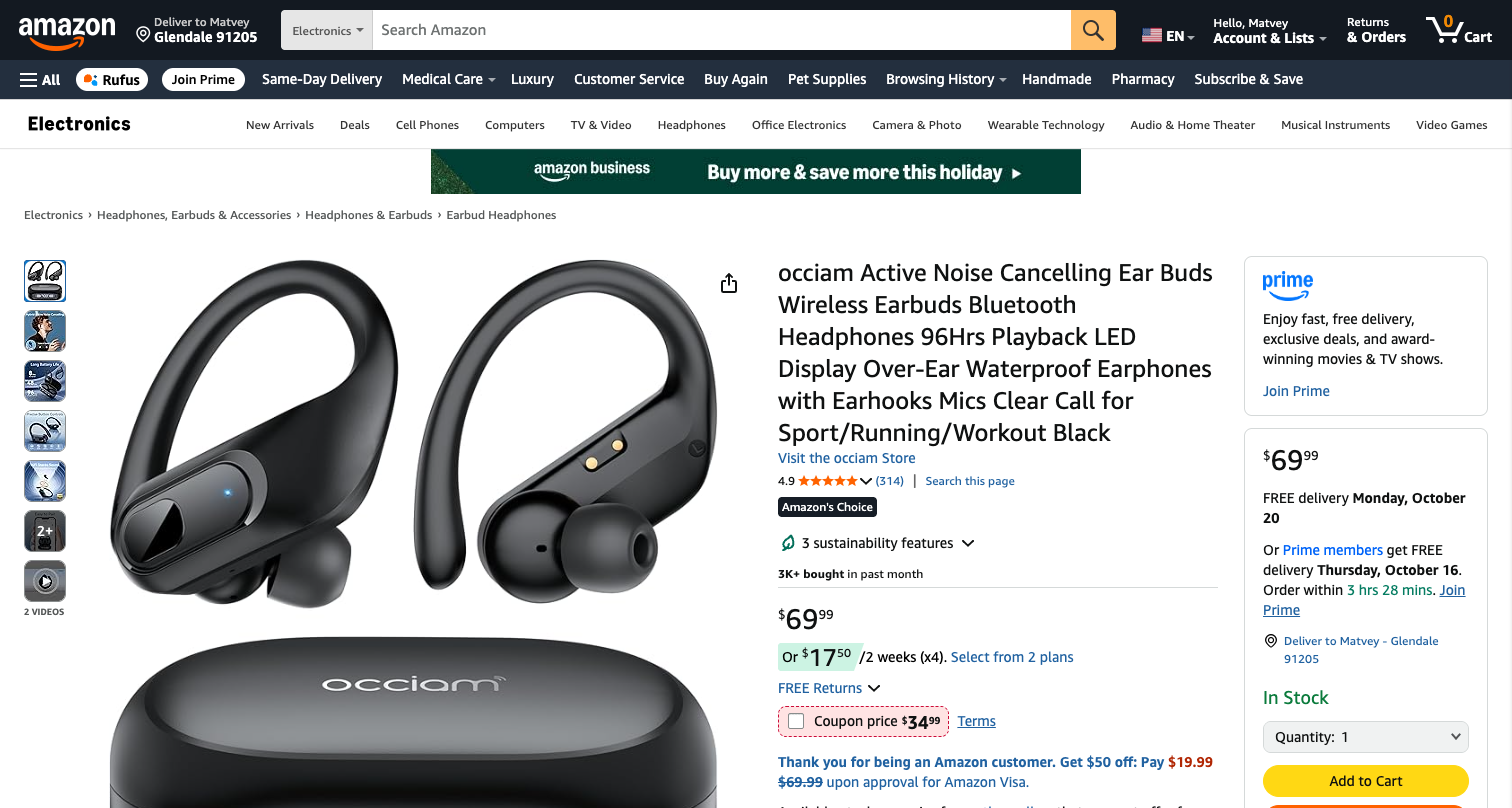 amazon
Deliver to Matvey
Glendale 91205
Electronics
Search Amazon
EN
Hello, Matvey
Account & Lists
Returns
& Orders
0
Cart
All
Rufus
Join Prime
Same-Day Delivery
Medical Care
Luxury
Customer Service
Buy Again
Pet Supplies
Browsing History
Handmade
Pharmacy
Subscribe & Save
Electronics
New Arrivals
Deals
Cell Phones
Computers
TV & Video
Headphones
Office Electronics
Camera & Photo
Wearable Technology
Audio & Home Theater
Musical Instruments
Video Games
amazon business
Buy more & save more this holiday
Electronics › Headphones, Earbuds & Accessories › Headphones & Earbuds › Earbud Headphones
2+
2 VIDEOS
L
occiam
occiam Active Noise Cancelling Ear Buds
Wireless Earbuds Bluetooth
Headphones 96Hrs Playback LED
Display Over-Ear Waterproof Earphones
with Earhooks Mics Clear Call for
Sport/Running/Workout Black
Visit the occiam Store
4.9 (314) | Search this page
Amazon's Choice
3 sustainability features
3K+ bought in past month
$69.99
Or $17.50 /2 weeks (x4). Select from 2 plans
FREE Returns
Coupon price $34.99 Terms
Thank you for being an Amazon customer. Get $50 off: Pay $19.99
$69.99 upon approval for Amazon Visa.
prime
Enjoy fast, free delivery,
exclusive deals, and award-
winning movies & TV shows.
Join Prime
$69.99
FREE delivery Monday, October
20
Or Prime members get FREE
delivery Thursday, October 16.
Order within 3 hrs 28 mins. Join
Prime
Deliver to Matvey - Glendale
91205
In Stock
Quantity: 1
Add to Cart